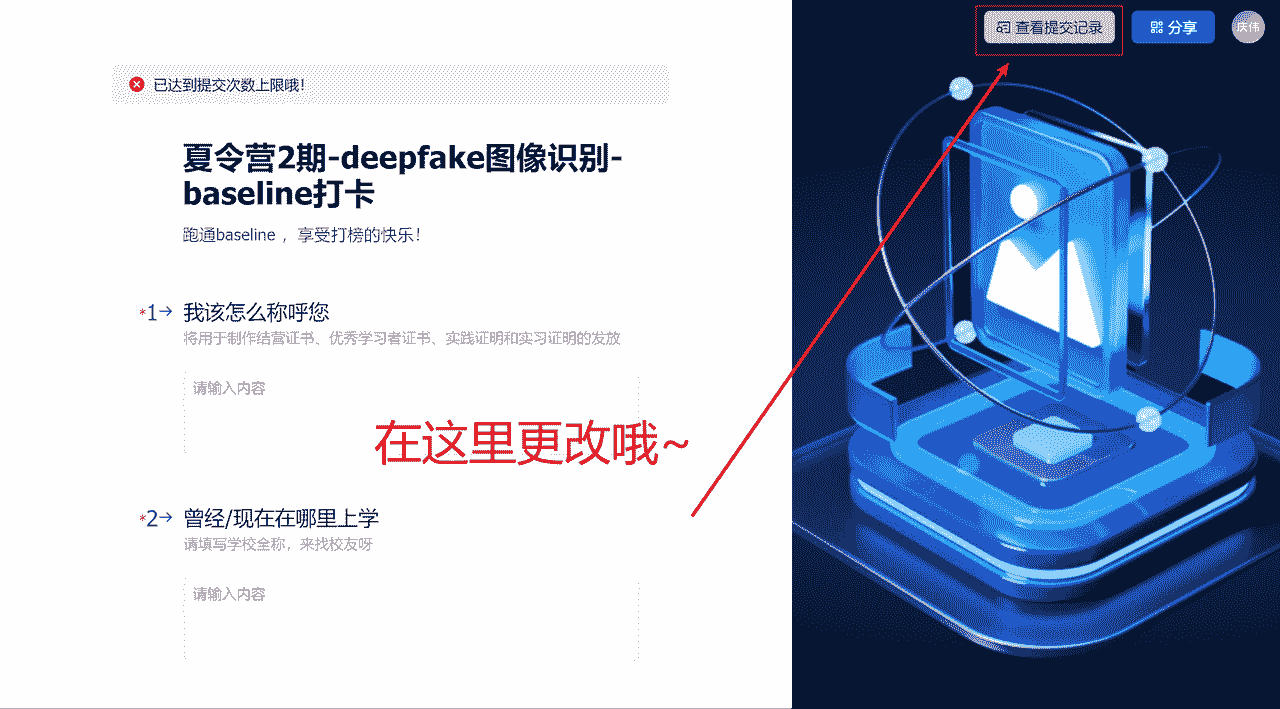 查看提交记录
分享
庆伟
已达到提交次数上限哦!
夏令营2期-deepfake图像识别-
baseline打卡
跑通baseline ，享受打榜的快乐！
*1→ 我该怎么称呼您
将用于制作结营证书、优秀学习者证书、实践证明和实习证明的发放
请输入内容
在这里更改哦~
*2→ 曾经/现在在哪里上学
请填写学校全称，来找校友呀
请输入内容